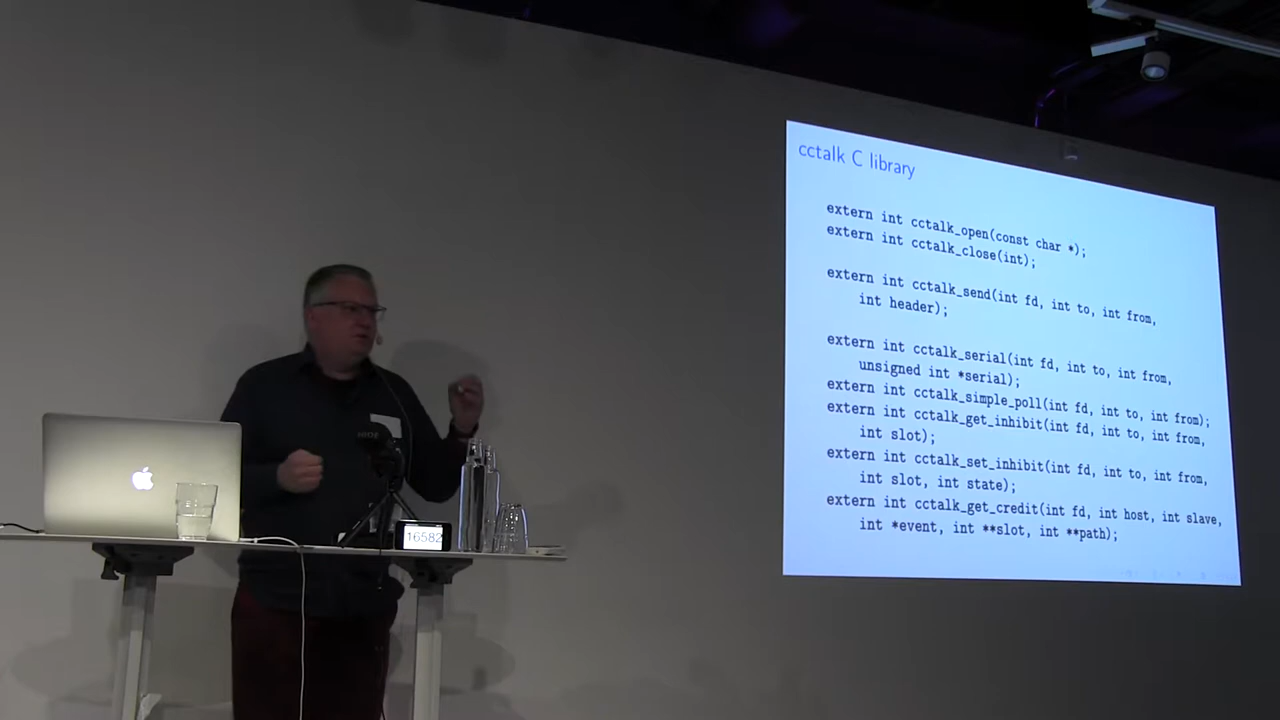 cctalk C library
extern int cctalk_open(const char *);
extern int cctalk_close(int);
extern int cctalk_send(int fd, int to, int from,
int header);
extern int cctalk_serial(int fd, int to, int from,
unsigned int *serial);
extern int cctalk_simple_poll(int fd, int to, int from);
extern int cctalk_get_inhibit(int fd, int to, int from,
int slot);
extern int cctalk_set_inhibit(int fd, int to, int from,
int slot, int state);
extern int cctalk_get_credit(int fd, int host, int slave,
int *event, int **slot, int **path);
16582